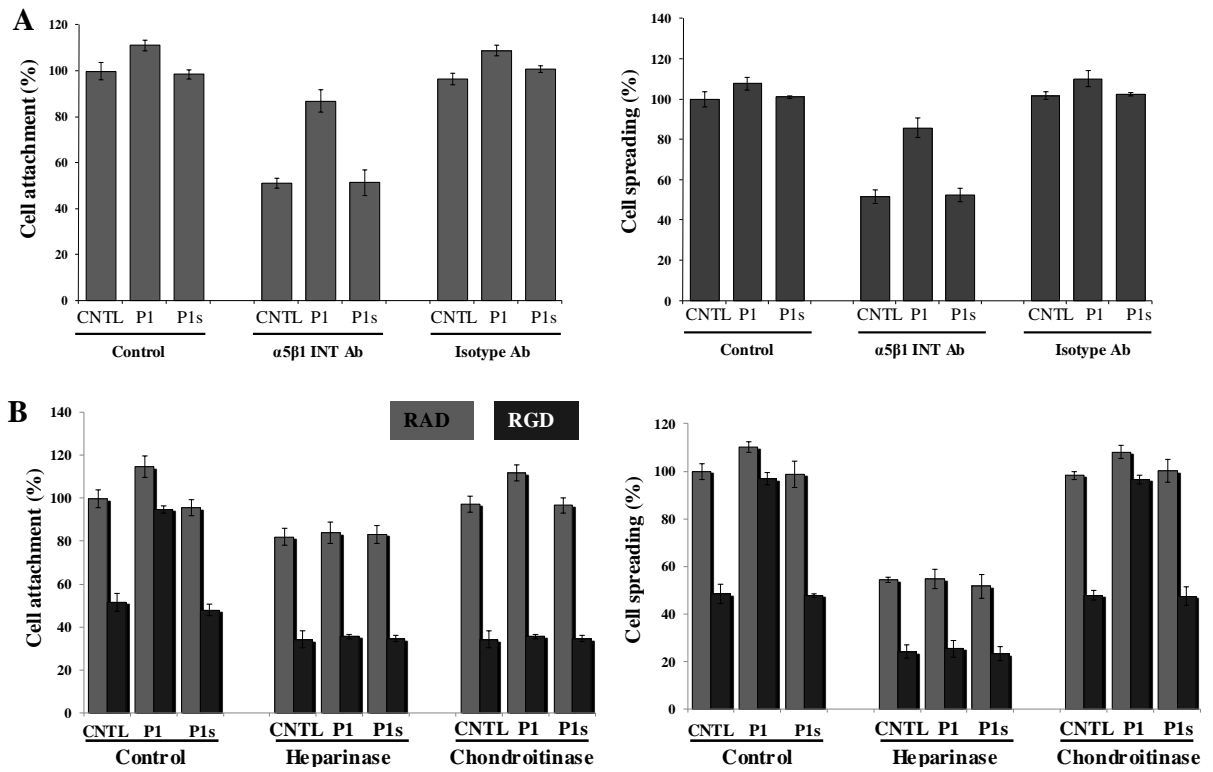 A
Cell attachment (%)
120
100
80
60
40
20
0
CNTL P1 P1s CNTL P1 P1s CNTL P1 P1s
Control α5β1 INT Ab Isotype Ab
Cell spreading (%)
140
120
100
80
60
40
20
0
CNTL P1 P1s CNTL P1 P1s CNTL P1 P1s
Control α5β1 INT Ab Isotype Ab
B
RAD RGD
Cell attachment (%)
140
120
100
80
60
40
20
0
CNTL P1 P1s CNTL P1 P1s CNTL P1 P1s
Control Heparinase Chondroitinase
Cell spreading (%)
120
100
80
60
40
20
0
CNTL P1 P1s CNTL P1 P1s CNTL P1 P1s
Control Heparinase Chondroitinase